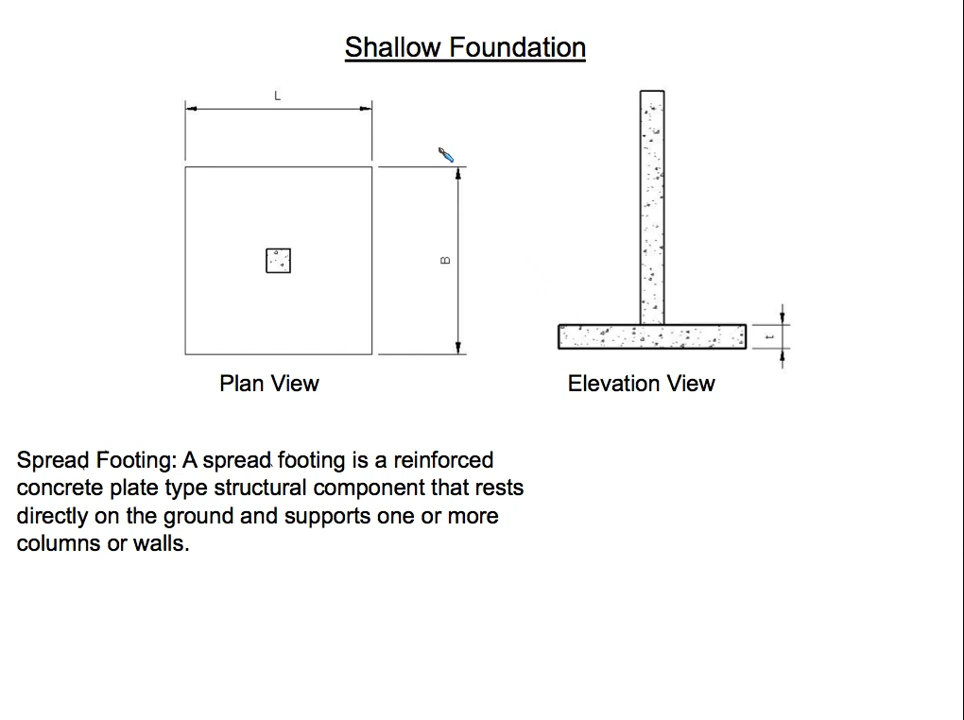 Shallow Foundation
L
B
t
Plan View
Elevation View
Spread Footing: A spread footing is a reinforced
concrete plate type structural component that rests
directly on the ground and supports one or more
columns or walls.